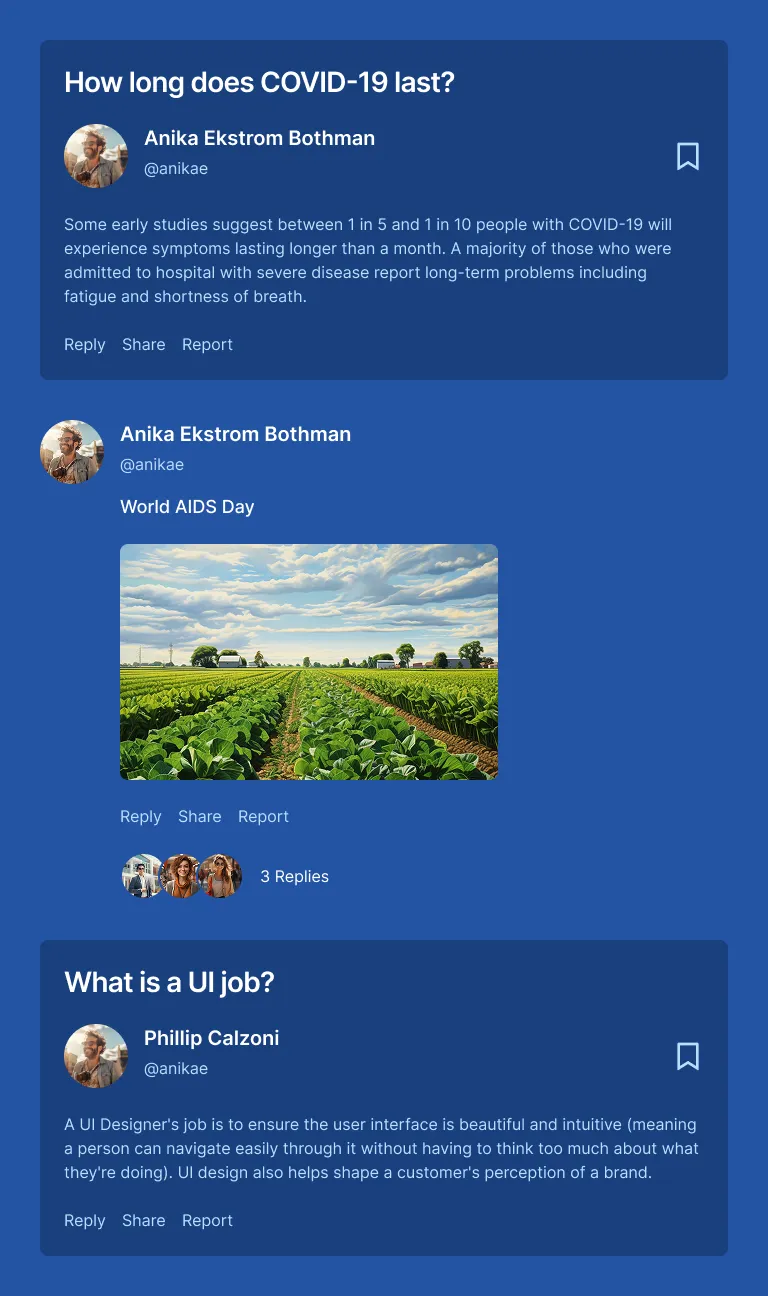 How long does COVID-19 last?
Anika Ekstrom Bothman
@anikae
Some early studies suggest between 1 in 5 and 1 in 10 people with COVID-19 will
experience symptoms lasting longer than a month. A majority of those who were
admitted to hospital with severe disease report long-term problems including
fatigue and shortness of breath.
Reply Share Report
Anika Ekstrom Bothman
@anikae
World AIDS Day
Reply Share Report
3 Replies
What is a UI job?
Phillip Calzoni
@anikae
A UI Designer's job is to ensure the user interface is beautiful and intuitive (meaning
a person can navigate easily through it without having to think too much about what
they're doing). UI design also helps shape a customer's perception of a brand.
Reply Share Report